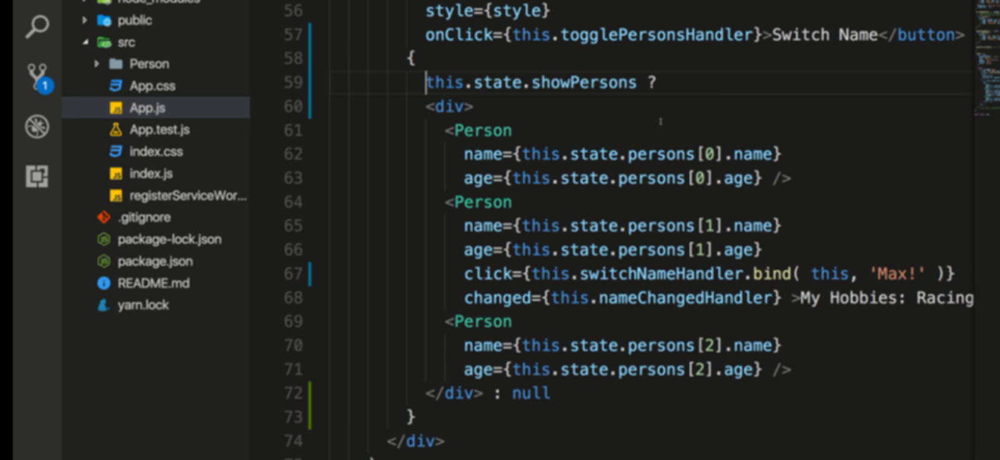 node_modules
public
src
Person
App.css
App.js
App.test.js
index.css
index.js
registerServiceWor...
.gitignore
package-lock.json
package.json
README.md
yarn.lock
1
56 style={style}
57 onClick={this.togglePersonsHandler}>Switch Name</button>
58 {
59 this.state.showPersons ?
60 <div>
61 <Person
62 name={this.state.persons[0].name}
63 age={this.state.persons[0].age} />
64 <Person
65 name={this.state.persons[1].name}
66 age={this.state.persons[1].age}
67 click={this.switchNameHandler.bind( this, 'Max!' )}
68 changed={this.nameChangedHandler} >My Hobbies: Racing
69 <Person
70 name={this.state.persons[2].name}
71 age={this.state.persons[2].age} />
72 </div> : null
73 }
74 </div>